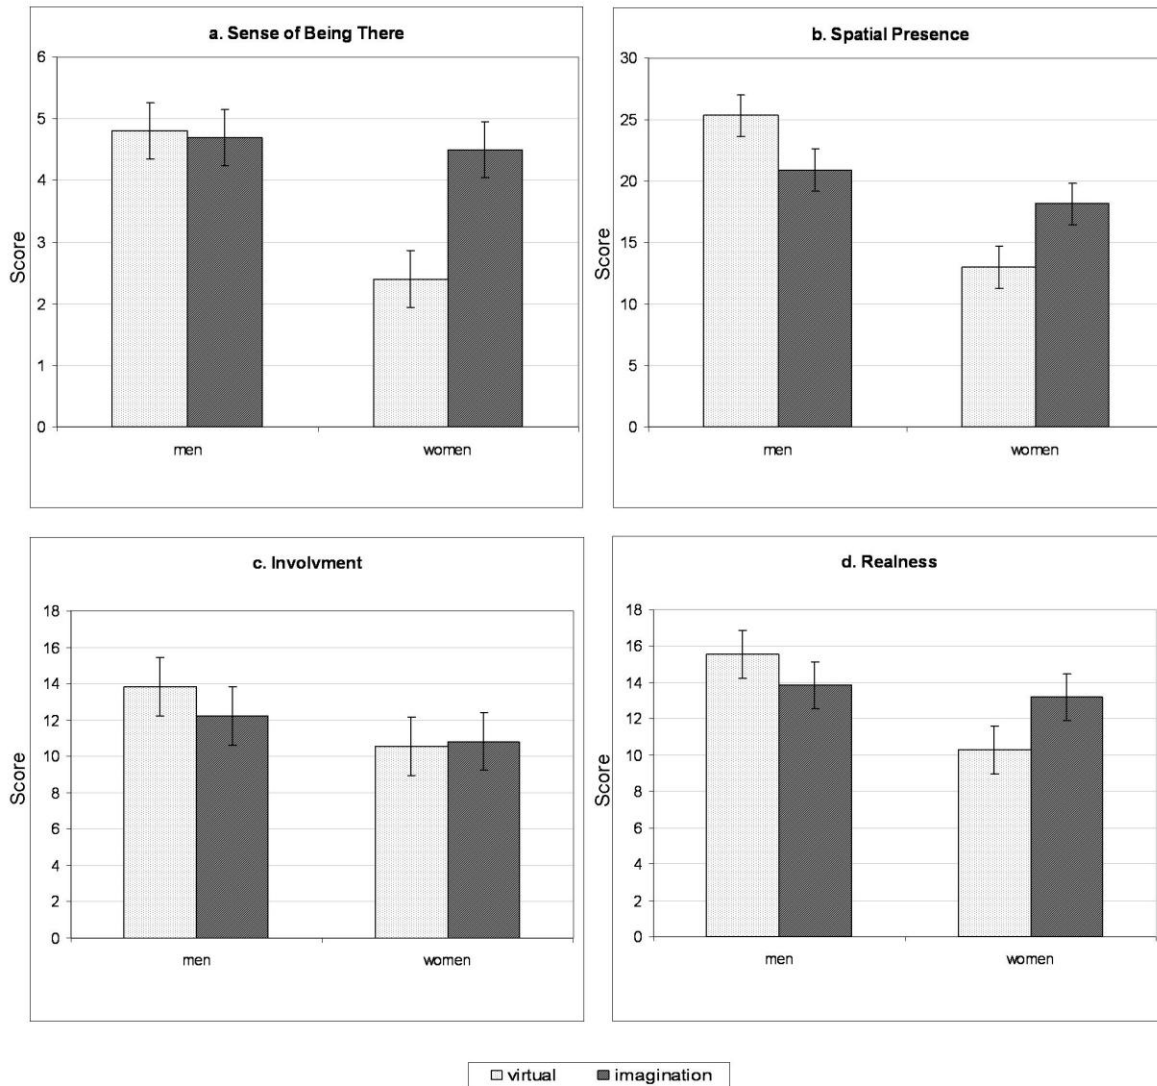 a. Sense of Being There
6
5
4
3
2
1
0
Score
men women
b. Spatial Presence
30
25
20
15
10
5
0
Score
men women
c. Involvment
18
16
14
12
10
8
6
4
2
0
Score
men women
d. Realness
18
16
14
12
10
8
6
4
2
0
Score
men women
virtual imagination